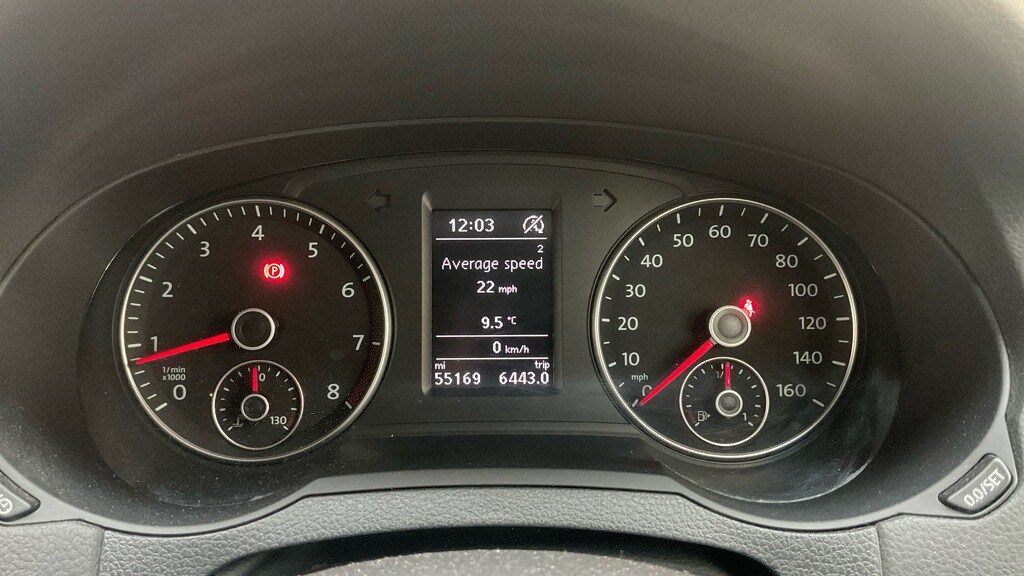 4
3
5
2
6
1
7
1/min
x1000
0
8
130
P
12:03
2
Average speed
22 mph
9.5 °C
0 km/h
mi trip
55169 6443.0
60
50
70
40
80
30
100
20
120
10
140
mph
0
160
1/
1
0.0/SET